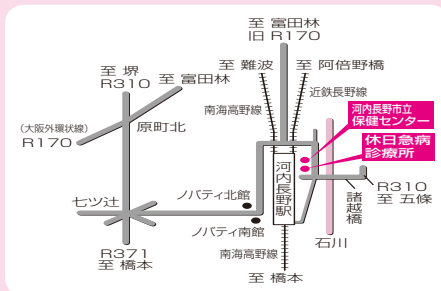 至 富田林
旧 R170
至 堺
R310
至 富田林
至 難波
至 阿倍野橋
南海高野線
近鉄長野線
河内長野市立
保健センター
(大阪外環状線)
R170
原町北
休日急病
診療所
河内長野駅
七ツ辻
ノバティ北館
ノバティ南館
諸越橋
R310
至 五條
石川
R371
至 橋本
南海高野線
至 橋本